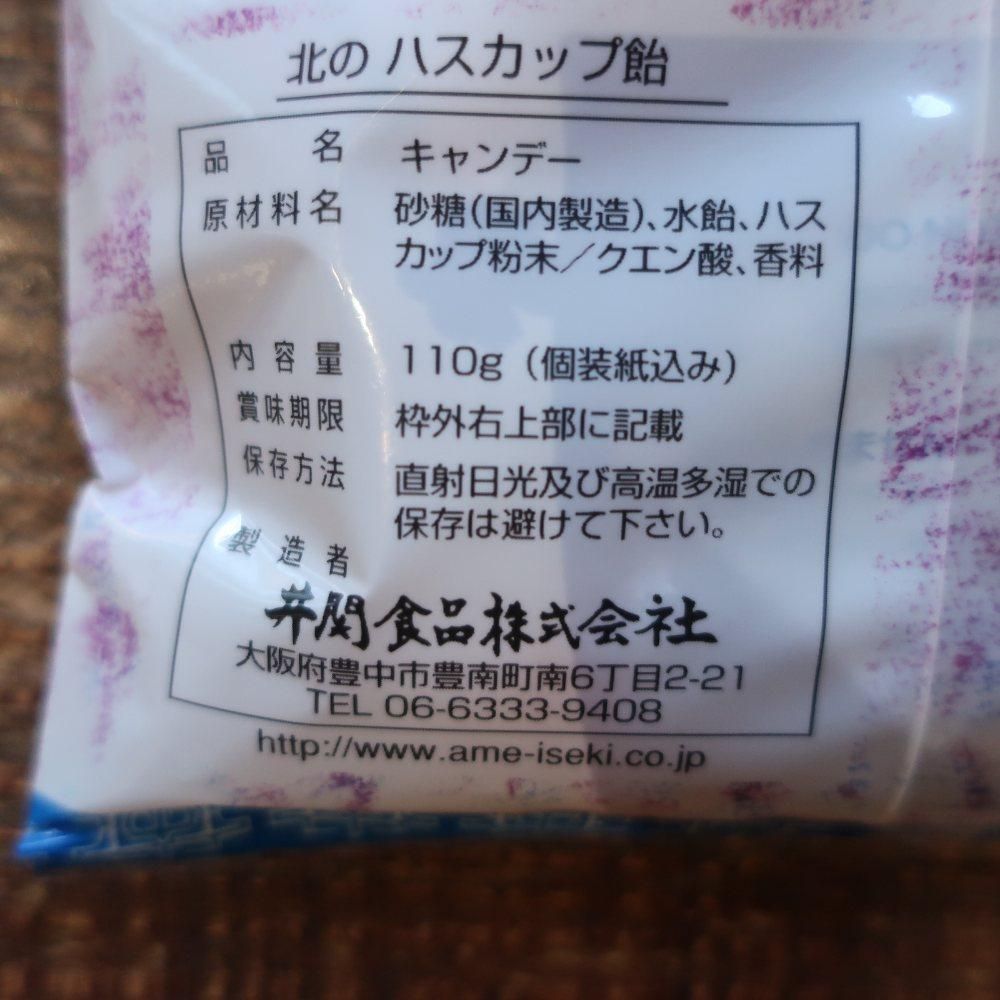 北の ハスカップ飴
品 名 キャンデー
原材料名 砂糖(国内製造)、水飴、ハス
カップ粉末/クエン酸、香料
内容量 110g (個装紙込み)
賞味期限 枠外右上部に記載
保存方法 直射日光及び高温多湿での
保存は避けて下さい。
製造者
井関食品株式会社
大阪府豊中市豊南町南6丁目2-21
TEL 06-6333-9408
http://www.ame-iseki.co.jp